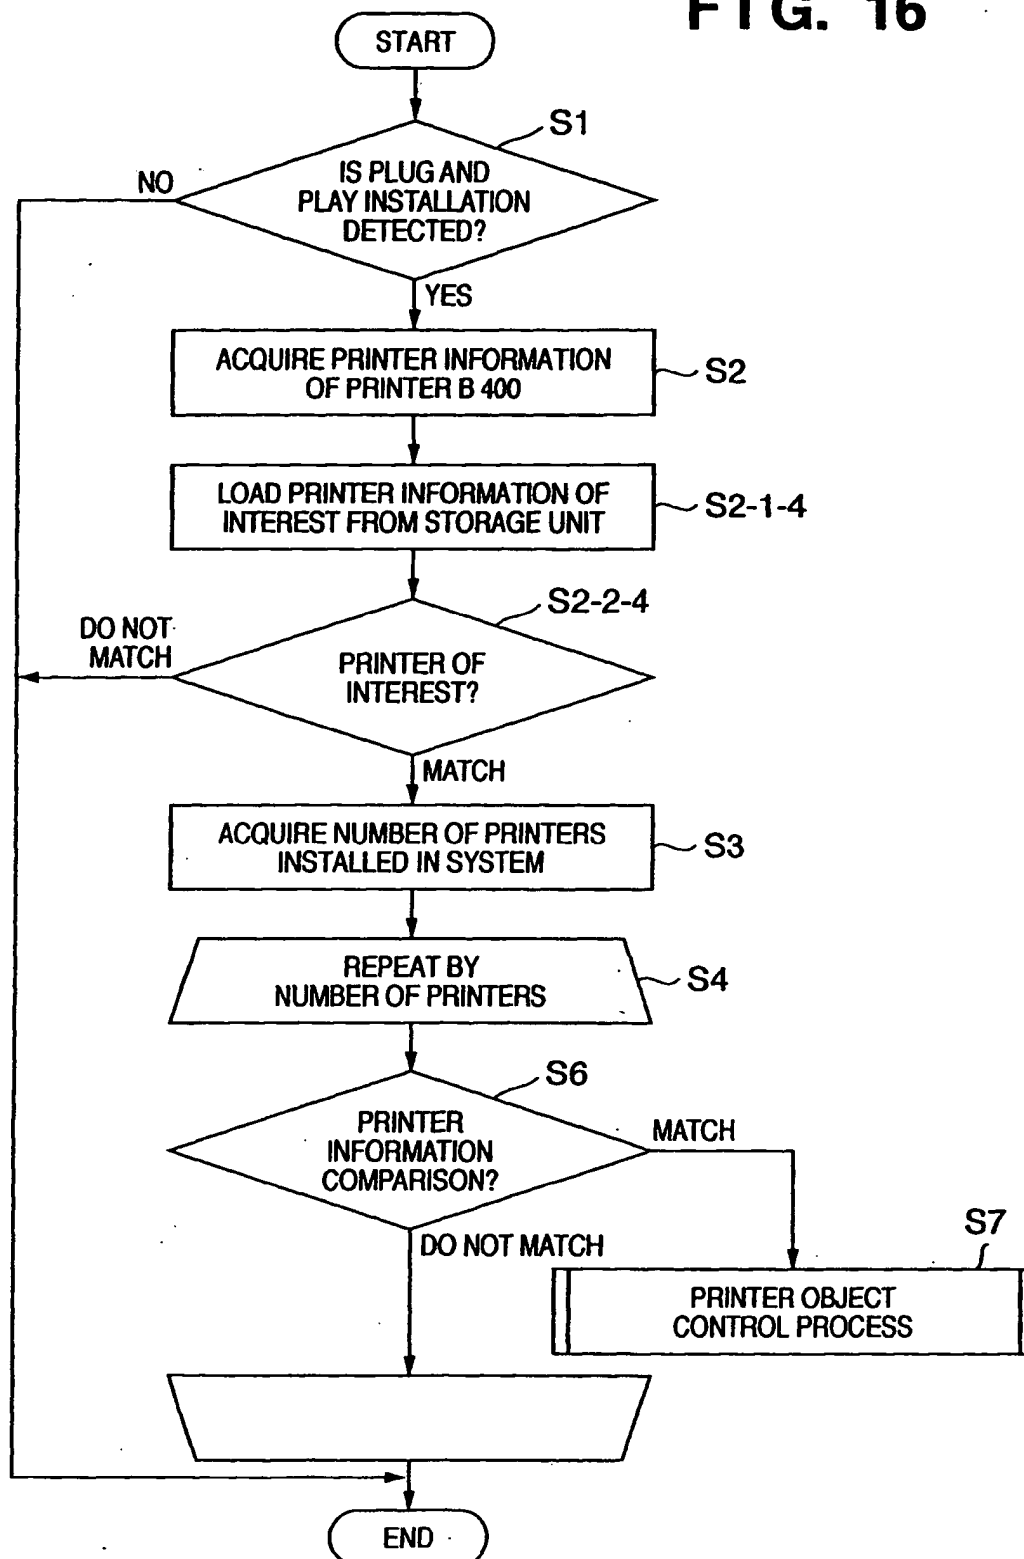 FIG. 16
START
S1
IS PLUG AND
PLAY INSTALLATION
DETECTED?
NO
YES
ACQUIRE PRINTER INFORMATION
OF PRINTER B 400
S2
LOAD PRINTER INFORMATION OF
INTEREST FROM STORAGE UNIT
S2-1-4
S2-2-4
DO NOT
MATCH
PRINTER OF
INTEREST?
MATCH
ACQUIRE NUMBER OF PRINTERS
INSTALLED IN SYSTEM
S3
REPEAT BY
NUMBER OF PRINTERS
S4
S6
PRINTER
INFORMATION
COMPARISON?
MATCH
DO NOT MATCH
S7
PRINTER OBJECT
CONTROL PROCESS
END